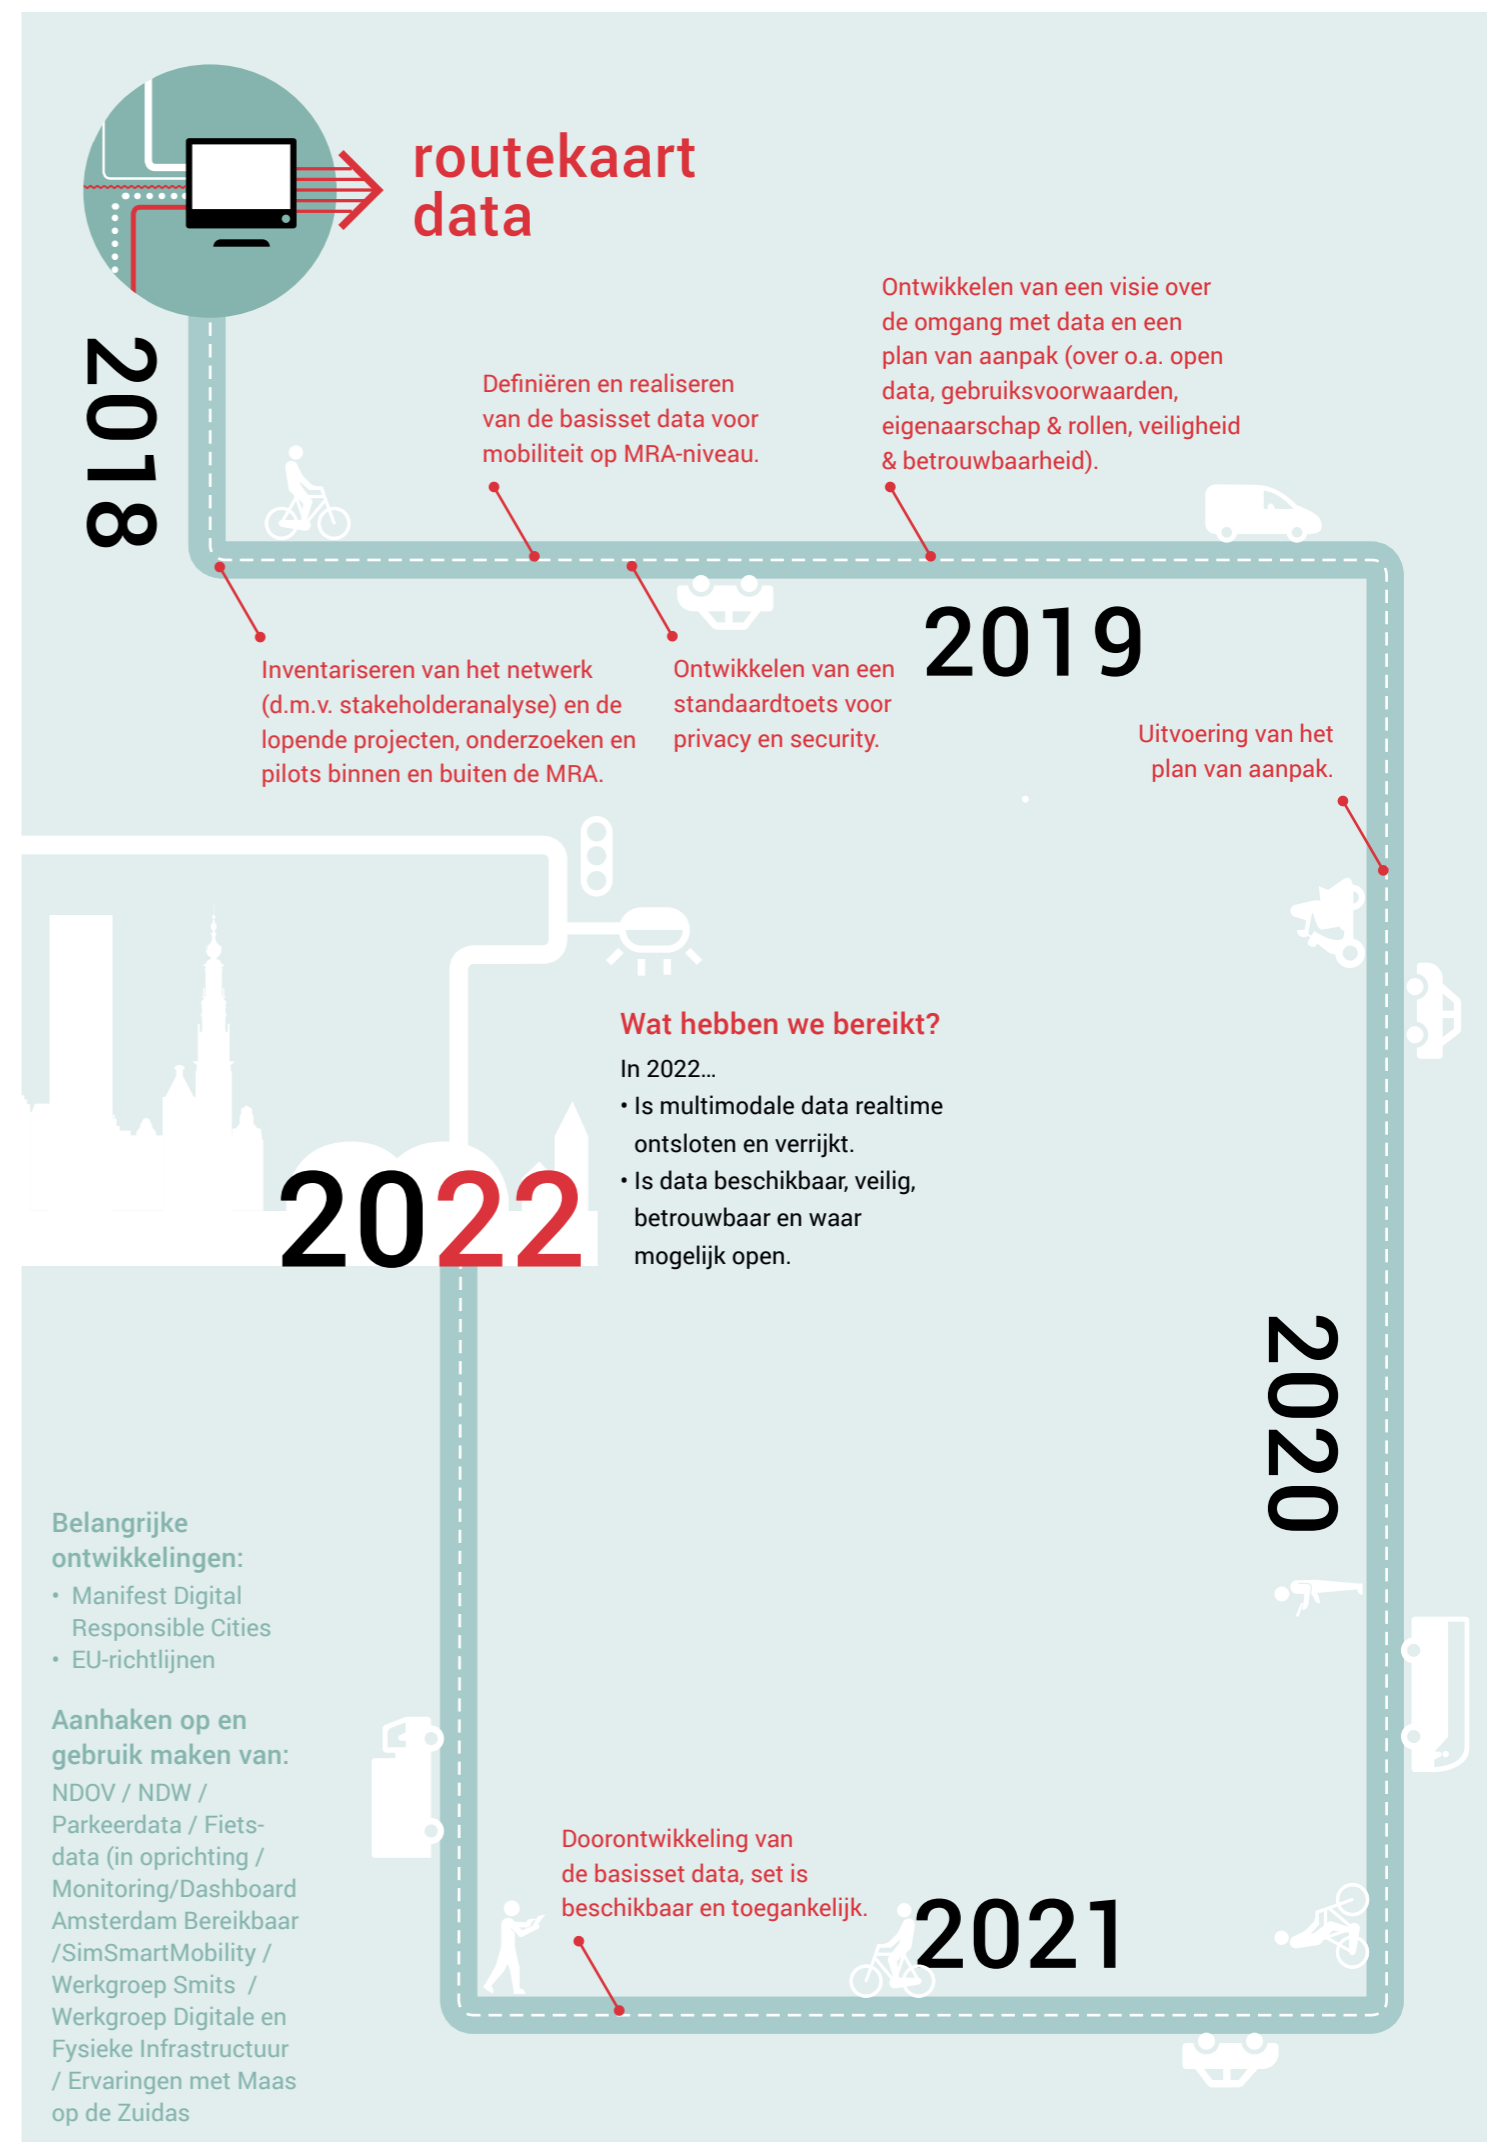 routekaart
data
2018
Ontwikkelen van een visie over
de omgang met data en een
plan van aanpak (over o.a. open
data, gebruiksvoorwaarden,
eigenaarschap & rollen, veiligheid
& betrouwbaarheid).
Definiëren en realiseren
van de basisset data voor
mobiliteit op MRA-niveau.
2019
Inventariseren van het netwerk
(d.m.v. stakeholderanalyse) en de
lopende projecten, onderzoeken en
pilots binnen en buiten de MRA.
Ontwikkelen van een
standaardtoets voor
privacy en security.
Uitvoering van het
plan van aanpak.
Wat hebben we bereikt?
In 2022…
• Is multimodale data realtime
ontsloten en verrijkt.
• Is data beschikbaar, veilig,
betrouwbaar en waar
mogelijk open.
2022
2020
Belangrijke
ontwikkelingen:
• Manifest Digital
Responsible Cities
• EU-richtlijnen
Aanhaken op en
gebruik maken van:
NDOV / NDW /
Parkeerdata / Fiets-
data (in oprichting /
Monitoring/Dashboard
Amsterdam Bereikbaar
/SimSmartMobility /
Werkgroep Smits /
Werkgroep Digitale en
Fysieke Infrastructuur
/ Ervaringen met Maas
op de Zuidas
Doorontwikkeling van
de basisset data, set is
beschikbaar en toegankelijk.
2021